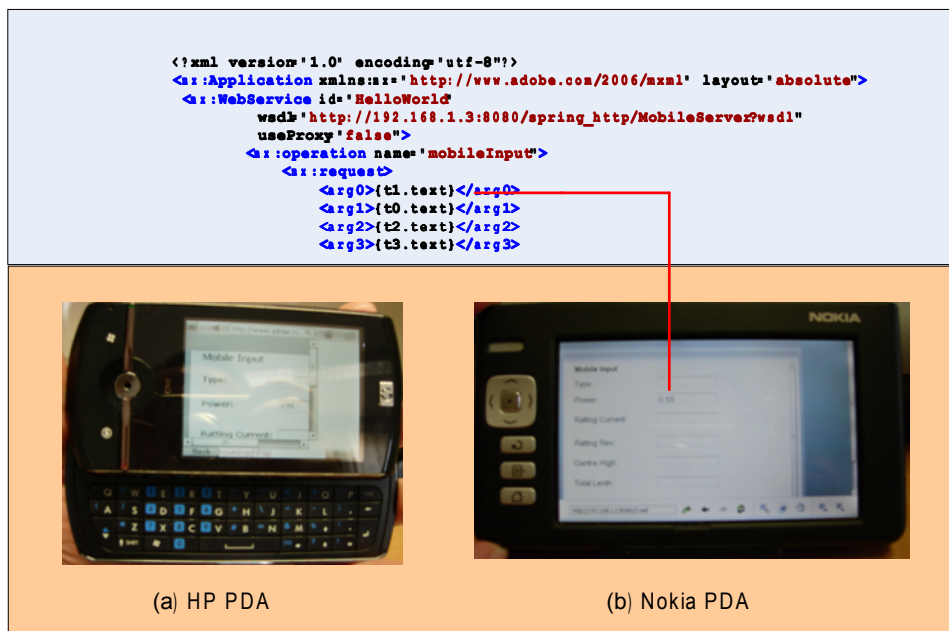 <?xml version="1.0" encoding="utf-8"?>
<mx:Application xmlns:mx="http://www.adobe.com/2006/mxml" layout="absolute">
<mx:WebService id="HelloWorld"
wsdl="http://192.168.1.3:8080/spring_http/MobileServer?wsdl"
useProxy="false">
<mx:operation name="mobileInput">
<mx:request>
<arg0>{t1.text}</arg0>
<arg1>{t0.text}</arg1>
<arg2>{t2.text}</arg2>
<arg3>{t3.text}</arg3>
Mobile Input
Type:
Power:
Ratting Current:
Back
NOKIA
Mobile Input
Type:
Power: 0.55
Ratting Current:
Ratting Rev:
Centre High:
Total Lenth:
(a) HP PDA
(b) Nokia PDA